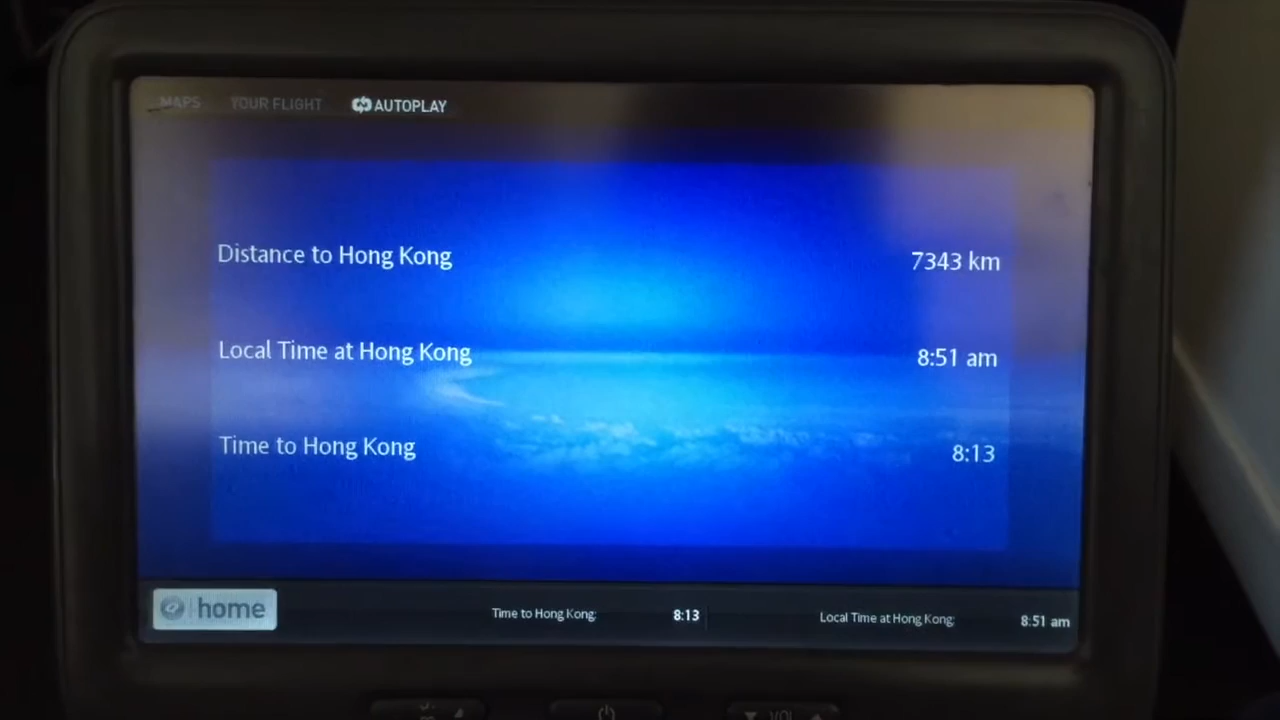 MAPS YOUR FLIGHT AUTOPLAY
Distance to Hong Kong 7343 km
Local Time at Hong Kong 8:51 am
Time to Hong Kong 8:13
home Time to Hong Kong: 8:13 Local Time at Hong Kong: 8:51 am
VOL